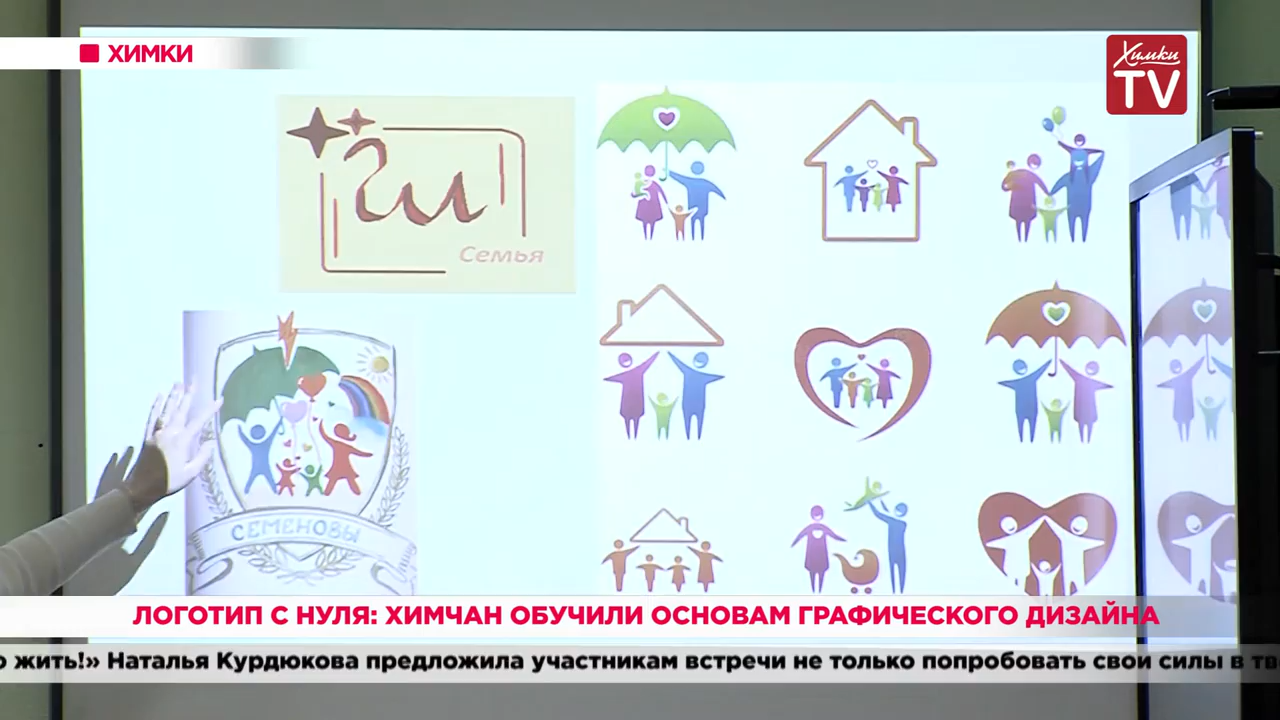 ХИМКИ
Химки
TV
Семья
СЕМЕНОВЫ
ЛОГОТИП С НУЛЯ: ХИМЧАН ОБУЧИЛИ ОСНОВАМ ГРАФИЧЕСКОГО ДИЗАЙНА
О ЖИТЬ!» НАТАЛЬЯ КУРДЮКОВА ПРЕДЛОЖИЛА УЧАСТНИКАМ ВСТРЕЧИ НЕ ТОЛЬКО ПОПРОБОВАТЬ СВОИ СИЛЫ В ТВ